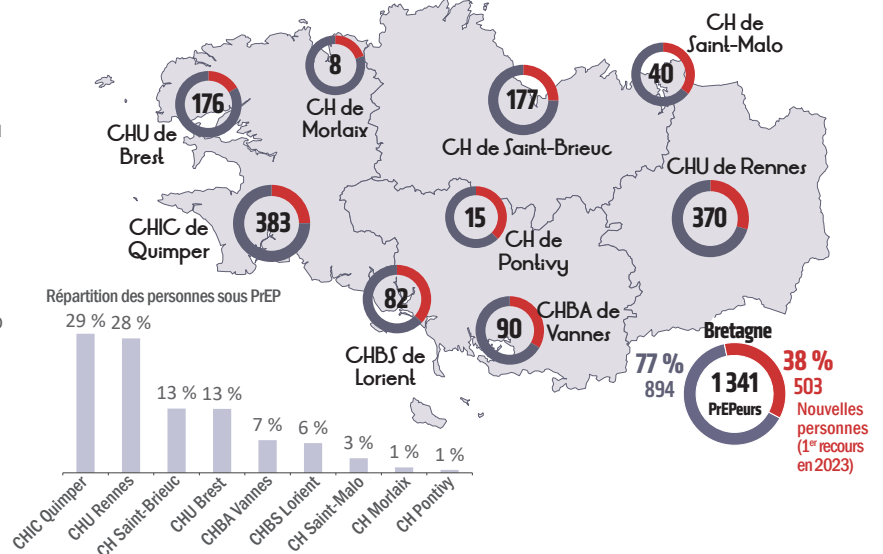 CH de
Saint-Malo
40
8
CH de
Morlaix
176
CHU de
Brest
177
CH de Saint-Brieuc
CHU de Rennes
370
383
CHIC de
Quimper
15
CH de
Pontivy
82
CHBS de
Lorient
90
CHBA de
Vannes
Bretagne
77 %
894
1 341
PrEPeurs
38 %
503
Nouvelles
personnes
(1er recours
en 2023)
Répartition des personnes sous PrEP
29 %
28 %
13 %
13 %
7 %
6 %
3 %
1 %
1 %
CHIC Quimper
CHU Rennes
CH Saint-Brieuc
CHU Brest
CHBA Vannes
CHBS Lorient
CH Saint-Malo
CH Morlaix
CH Pontivy